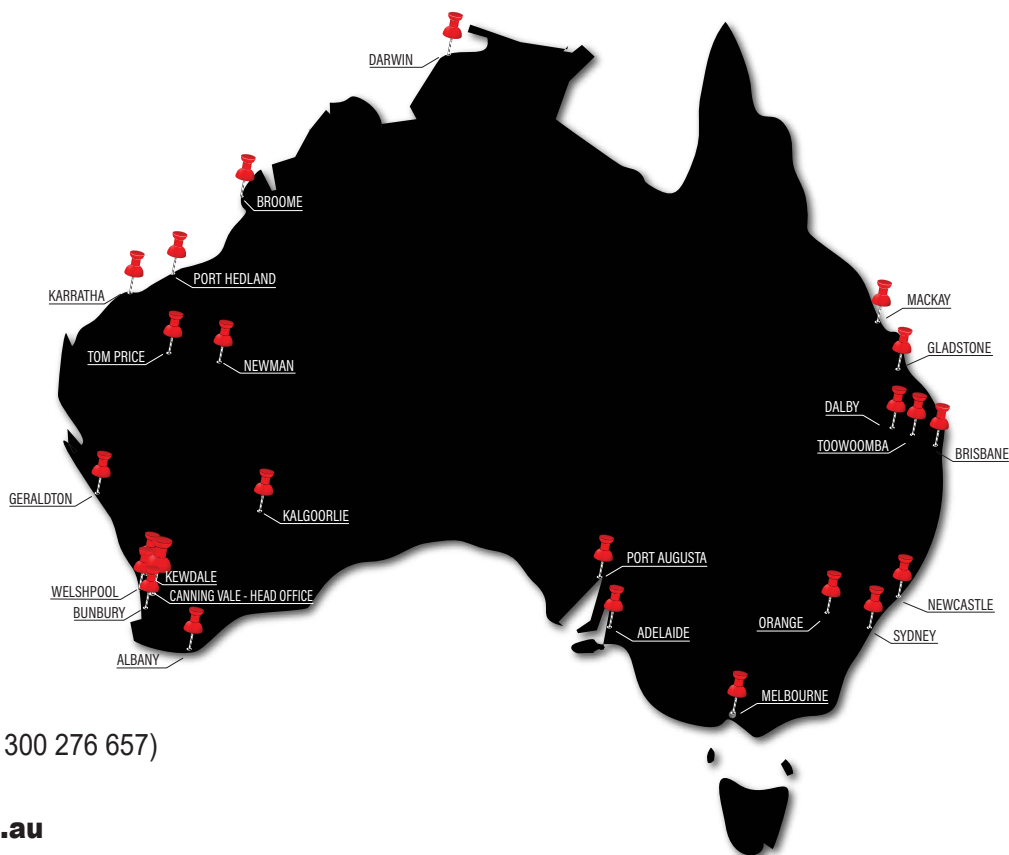 DARWIN
BROOME
PORT HEDLAND
KARRATHA
MACKAY
GLADSTONE
TOM PRICE
NEWMAN
DALBY
TOOWOOMBA
BRISBANE
GERALDTON
KALGOORLIE
PORT AUGUSTA
KEWDALE
WELSHPOOL
CANNING VALE - HEAD OFFICE
BUNBURY
NEWCASTLE
ORANGE
SYDNEY
ADELAIDE
ALBANY
MELBOURNE
300 276 657)
.au